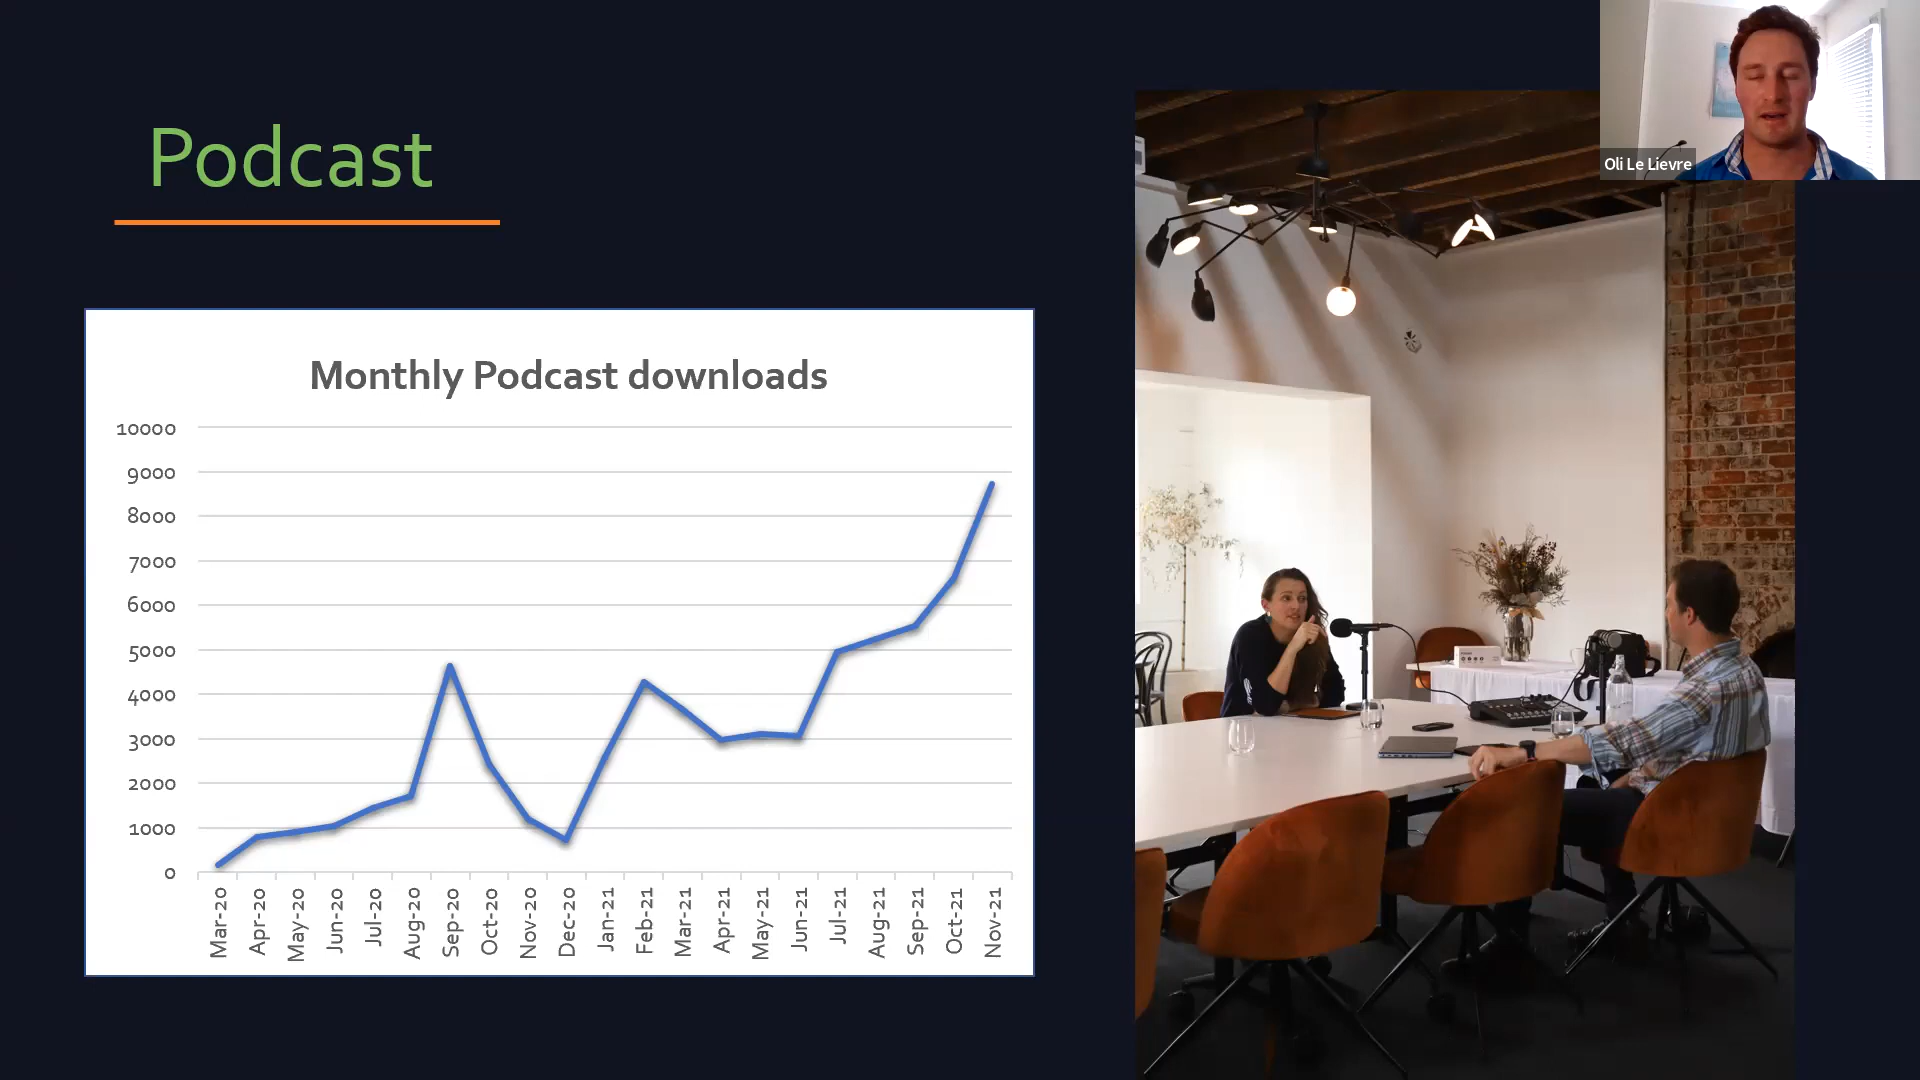 Podcast
Oli Le Lievre
Monthly Podcast downloads
10000
9000
8000
7000
6000
5000
4000
3000
2000
1000
0
Mar-20
Apr-20
May-20
Jun-20
Jul-20
Aug-20
Sep-20
Oct-20
Nov-20
Dec-20
Jan-21
Feb-21
Mar-21
Apr-21
May-21
Jun-21
Jul-21
Aug-21
Sep-21
Oct-21
Nov-21